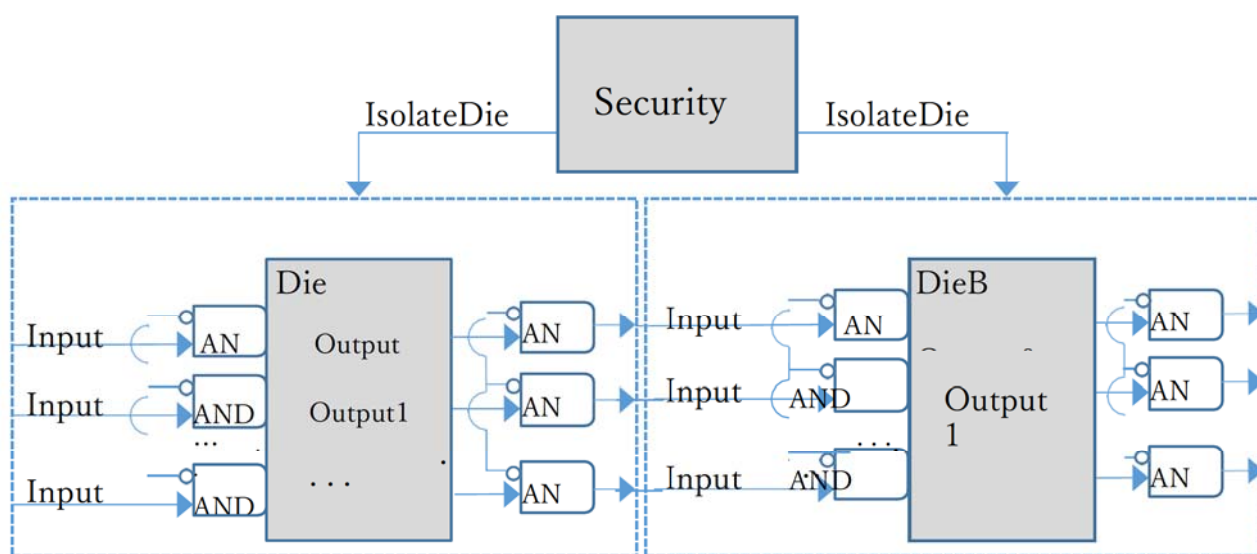 Security
IsolateDie
IsolateDie
Die
Input
AN
Output
AN
Input
AND
Output1
AN
...
...
Input
AND
AN
DieB
Input
AN
AN
Input
AND
Output
1
AN
...
Input
AND
AN